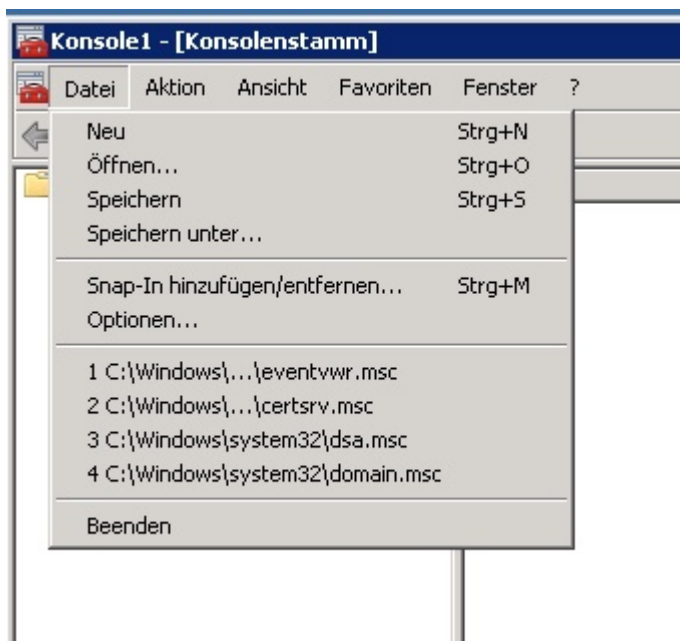 Konsole1 - [Konsolenstamm]
Datei Aktion Ansicht Favoriten Fenster ?
Neu Strg+N
Öffnen... Strg+O
Speichern Strg+S
Speichern unter...
Snap-In hinzufügen/entfernen... Strg+M
Optionen...
1 C:\Windows\...\eventvwr.msc
2 C:\Windows\...\certsrv.msc
3 C:\Windows\system32\dsa.msc
4 C:\Windows\system32\domain.msc
Beenden